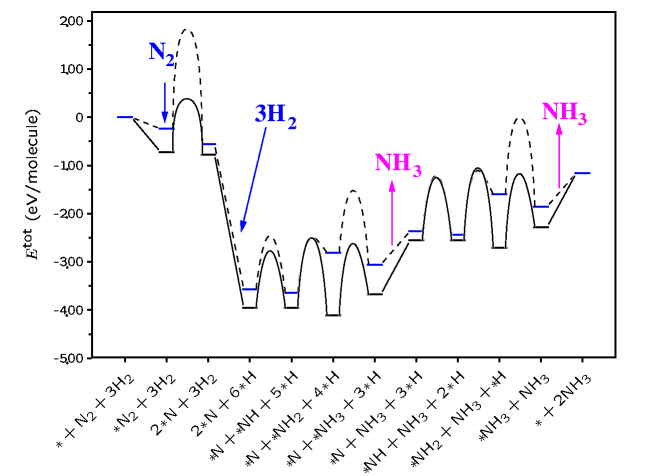 200
100
0
-100
-200
-300
-400
-500
E^tot (eV/molecule)
N₂
3H₂
NH₃
NH₃
* + N₂ + 3H₂
*N₂ + 3H₂
2*N + 3H₂
2*N + 6*H
*N + *NH + 5*H
*N + *NH₂ + 4*H
*N + *NH₃ + 3*H
*N + NH₃ + 3*H
*NH + NH₃ + 2*H
*NH₂ + NH₃ + *H
*NH₃ + NH₃
* + 2NH₃